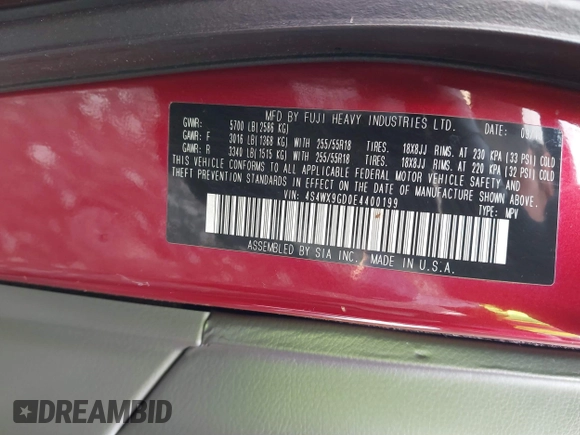 MFD BY FUJI HEAVY INDUSTRIES LTD. DATE:
GVWR: 5700 LB(2586 KG)
GAWR: F 3016 LB(1368 KG) WITH 255/55R18 TIRES. 18X8JJ RIMS. AT 230 KPA (33 PSI) COLD
GAWR: R 3340 LB(1515 KG) WITH 255/55R18 TIRES. 18X8JJ RIMS. AT 220 KPA (32 PSI) COLD
THIS VEHICLE CONFORMS TO ALL APPLICABLE FEDERAL MOTOR VEHICLE SAFETY AND
THEFT PREVENTION STANDARDS IN EFFECT ON THE DATE OF MANUFACTURE SHOWN ABOVE.
VIN: 4S4WX9GD0E4400199
TYPE: MPV
ASSEMBLED BY SIA INC. MADE IN U.S.A.
DREAMBID